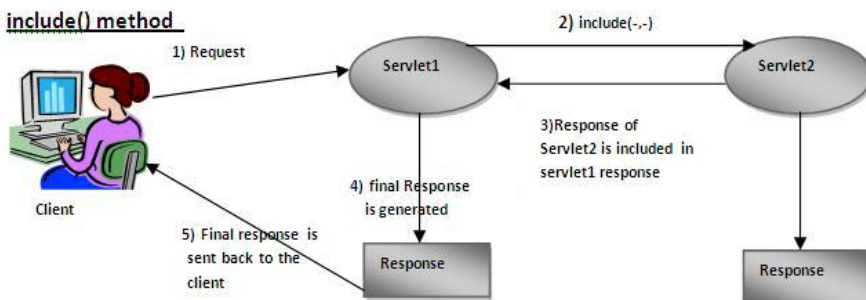 include() method
1) Request
2) include(-,-)
Servlet1
Servlet2
3)Response of
Servlet2 is included in
servlet1 response
4) final Response
is generated
Client
5) Final response is
sent back to the
client
Response
Response